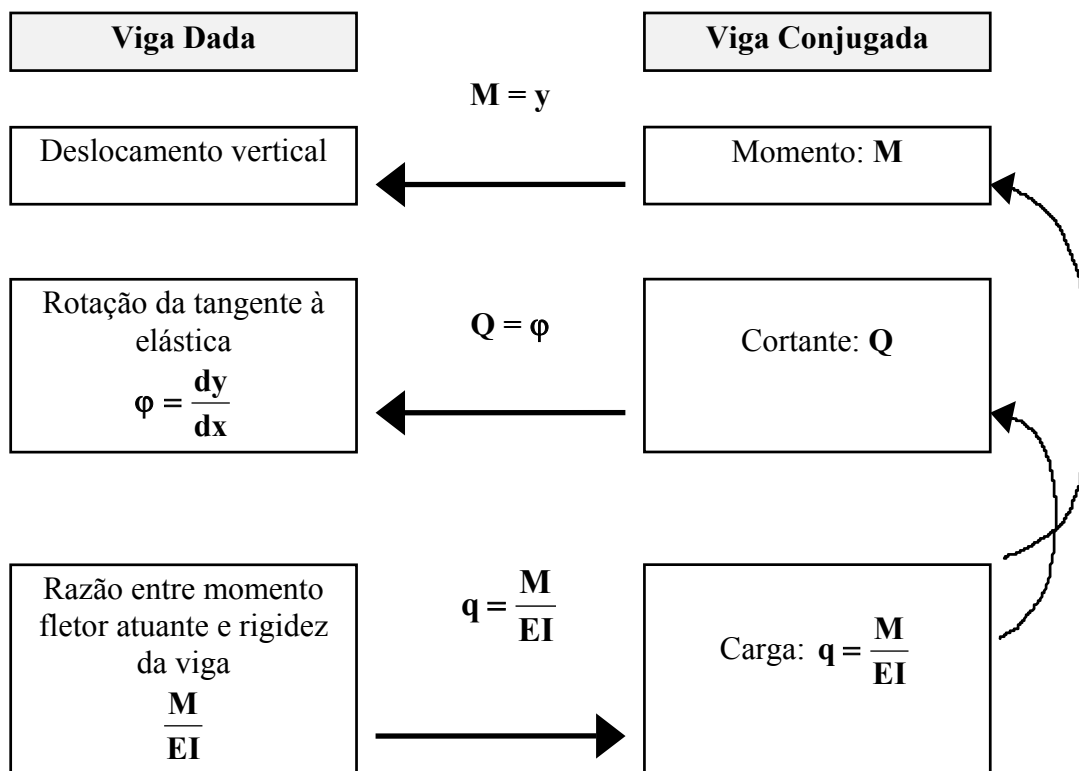 Viga Dada
Viga Conjugada
M = y
Deslocamento vertical
Momento: M
Rotação da tangente à
elástica
φ = dy/dx
Q = φ
Cortante: Q
Razão entre momento
fletor atuante e rigidez
da viga
M/EI
q = M/EI
Carga: q = M/EI